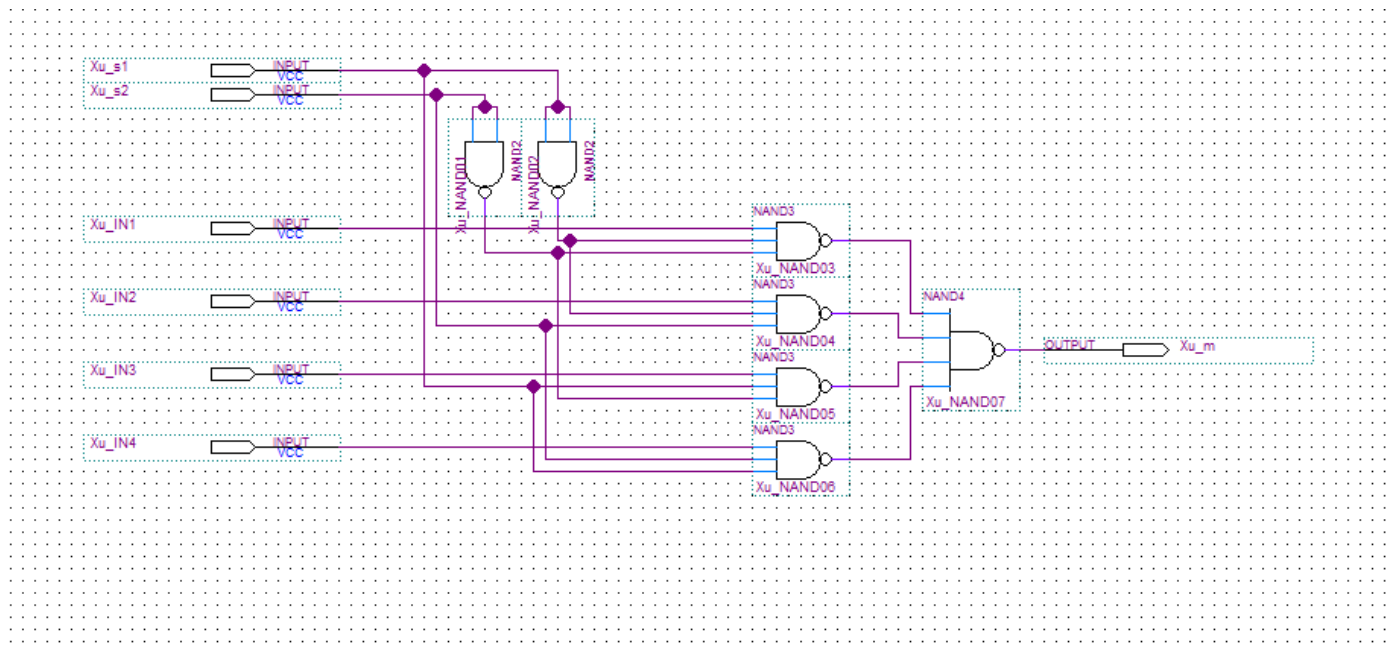 Xu_s1 INPUT VCC
Xu_s2 INPUT VCC
Xu_NAND01 NAND2 Xu_NAND02 NAND2
Xu_IN1 INPUT VCC
NAND3
Xu_NAND03
Xu_IN2 INPUT VCC
NAND3
Xu_NAND04
NAND4
OUTPUT Xu_m
Xu_IN3 INPUT VCC
NAND3
Xu_NAND05
Xu_NAND07
Xu_IN4 INPUT VCC
NAND3
Xu_NAND06